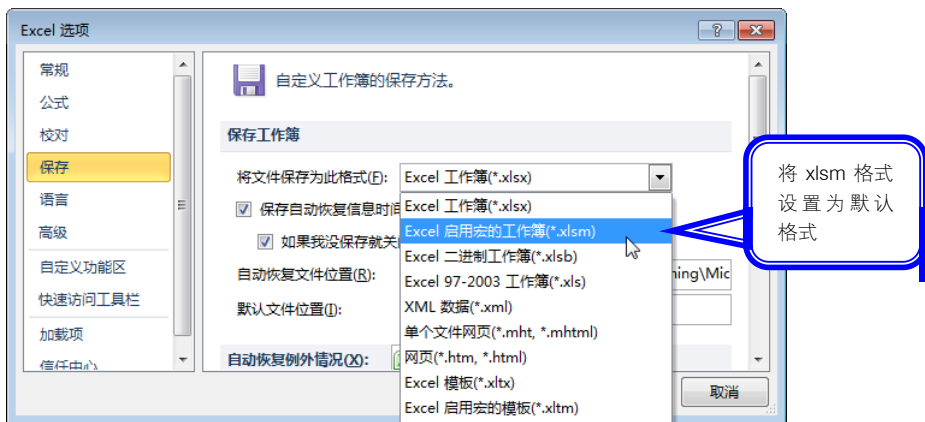 Excel 选项
常规
公式
校对
保存
语言
高级
自定义功能区
快速访问工具栏
加载项
信任中心
自定义工作簿的保存方法。
保存工作簿
将文件保存为此格式(F): Excel 工作簿(*.xlsx)
保存自动恢复信息时间
如果我没保存就关
自动恢复文件位置(R): ning\Mic
默认文件位置(I):
自动恢复例外情况(X):
Excel 工作簿(*.xlsx)
Excel 启用宏的工作簿(*.xlsm)
Excel 二进制工作簿(*.xlsb)
Excel 97-2003 工作簿(*.xls)
XML 数据(*.xml)
单个文件网页(*.mht, *.mhtml)
网页(*.htm, *.html)
Excel 模板(*.xltx)
Excel 启用宏的模板(*.xltm)
取消
将 xlsm 格式
设置为默认
格式